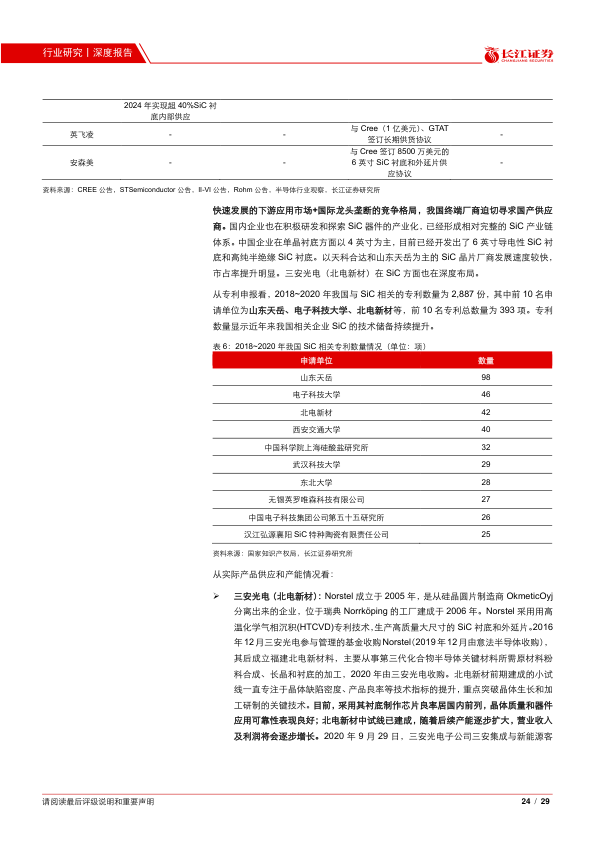 行业研究丨深度报告
长江证券
CHANGJIANG SECURITIES
2024 年实现超 40%SiC 衬
底内部供应
英飞凌 - - 与 Cree（1 亿美元）、GTAT
签订长期供货协议 -
安森美 - - 与 Cree 签订 8500 万美元的
6 英寸 SiC 衬底和外延片供
应协议 -
资料来源：CREE 公告，STSemiconductor 公告，II-VI 公告，Rohm 公告，半导体行业观察，长江证券研究所
快速发展的下游应用市场+国际龙头垄断的竞争格局，我国终端厂商迫切寻求国产供应
商。国内企业也在积极研发和探索 SiC 器件的产业化，已经形成相对完整的 SiC 产业链
体系。中国企业在单晶衬底方面以 4 英寸为主，目前已经开发出了 6 英寸导电性 SiC 衬
底和高纯半绝缘 SiC 衬底。以天科合达和山东天岳为主的 SiC 晶片厂商发展速度较快，
市占率提升明显。三安光电（北电新材）在 SiC 方面也在深度布局。
从专利申报看，2018~2020 年我国与 SiC 相关的专利数量为 2,887 份，其中前 10 名申
请单位为山东天岳、电子科技大学、北电新材等，前 10 名专利总数量为 393 项。专利
数量显示近年来我国相关企业 SiC 的技术储备持续提升。
表 6：2018~2020 年我国 SiC 相关专利数量情况（单位：项）
申请单位 数量
山东天岳 98
电子科技大学 46
北电新材 42
西安交通大学 40
中国科学院上海硅酸盐研究所 32
武汉科技大学 29
东北大学 28
无锡英罗唯森科技有限公司 27
中国电子科技集团公司第五十五研究所 26
汉江弘源襄阳 SiC 特种陶瓷有限责任公司 25
资料来源：国家知识产权局，长江证券研究所
从实际产品供应和产能情况看：
➢ 三安光电（北电新材）：Norstel 成立于 2005 年，是从硅晶圆片制造商 OkmeticOyj
分离出来的企业，位于瑞典 Norrköping 的工厂建成于 2006 年。Norstel 采用用高
温化学气相沉积(HTCVD)专利技术，生产高质量大尺寸的 SiC 衬底和外延片。2016
年 12 月三安光电参与管理的基金收购 Norstel（2019 年 12 月由意法半导体收购），
其后成立福建北电新材料，主要从事第三代化合物半导体关键材料所需原材料粉
料合成、长晶和衬底的加工，2020 年由三安光电收购。北电新材前期建成的小试
线一直专注于晶体缺陷密度、产品良率等技术指标的提升，重点突破晶体生长和加
工研制的关键技术。目前，采用其衬底制作芯片良率居国内前列，晶体质量和器件
应用可靠性表现良好；北电新材中试线已建成，随着后续产能逐步扩大，营业收入
及利润将会逐步增长。2020 年 9 月 29 日，三安光电子公司三安集成与新能源客
请阅读最后评级说明和重要声明
24 / 29